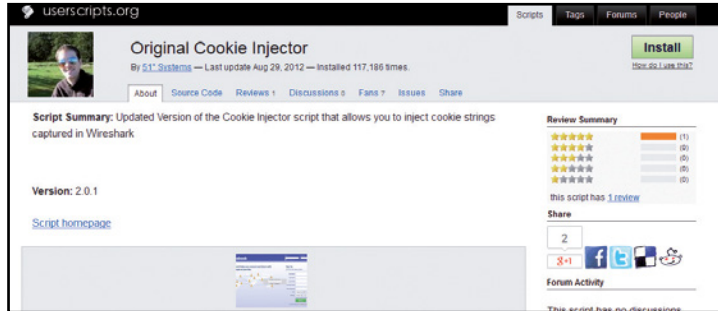 userscripts.org
Scripts Tags Forums People
Original Cookie Injector
By 51° Systems — Last update Aug 29, 2012 — Installed 117,186 times.
Install
How do I use this?
About Source Code Reviews 1 Discussions 0 Fans 7 Issues Share
Script Summary: Updated Version of the Cookie Injector script that allows you to inject cookie strings
captured in Wireshark
Version: 2.0.1
Script homepage
Review Summary
(1)
(0)
(0)
(0)
(0)
this script has 1 review
Share
2
g+1
Forum Activity
This script has no discussions